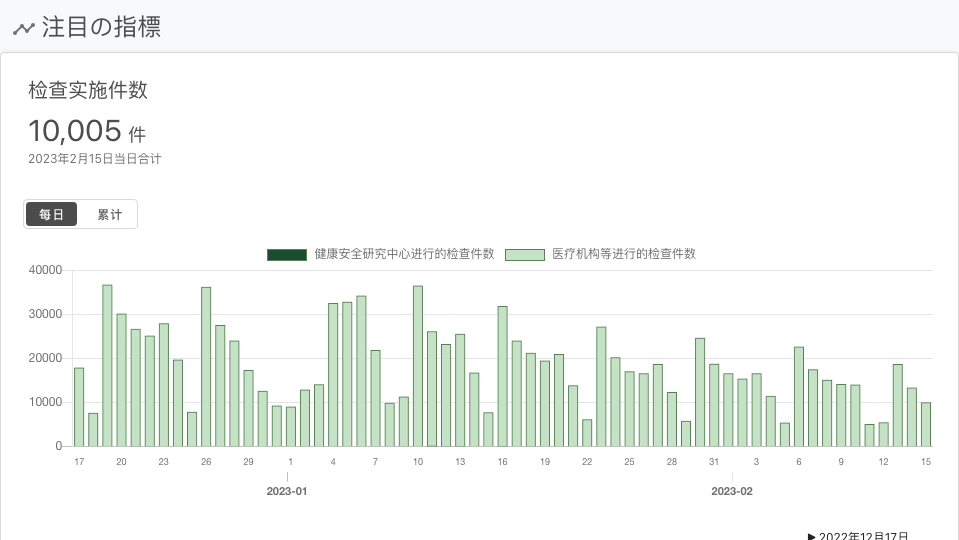 注目の指標
检查实施件数
10,005 件
2023年2月15日当日合计
每日 累计
健康安全研究中心进行的检查件数 医疗机构等进行的检查件数
40000
30000
20000
10000
0
17 20 23 26 29 1 4 7 10 13 16 19 22 25 28 31 3 6 9 12 15
2023-01 2023-02
▶ 2022年12月17日